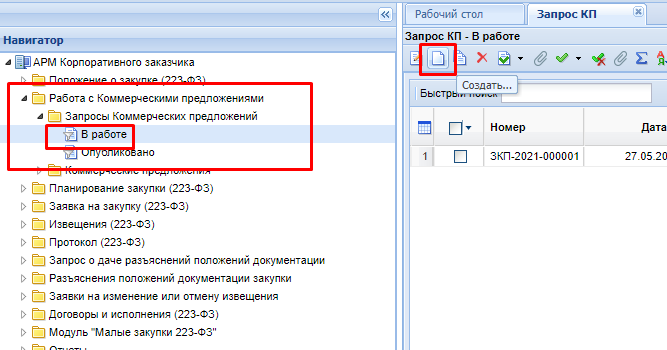 Рабочий стол
Запрос КП
Навигатор
Запрос КП - В работе
АРМ Корпоративного заказчика
Положение о закупке (223-ФЗ)
Работа с Коммерческими предложениями
Запросы Коммерческих предложений
В работе
Опубликовано
Коммерческие предложения
Планирование закупки (223-ФЗ)
Заявка на закупку (223-ФЗ)
Извещения (223-ФЗ)
Протокол (223-ФЗ)
Запрос о даче разъяснений положений документации
Разъяснения положений документации закупки
Заявки на изменение или отмену извещения
Договоры и исполнения (223-ФЗ)
Модуль "Малые закупки 223-ФЗ"
Отчеты
Создать...
Быстрый поиск
Номер
Дата
1
ЗКП-2021-000001
27.05.20